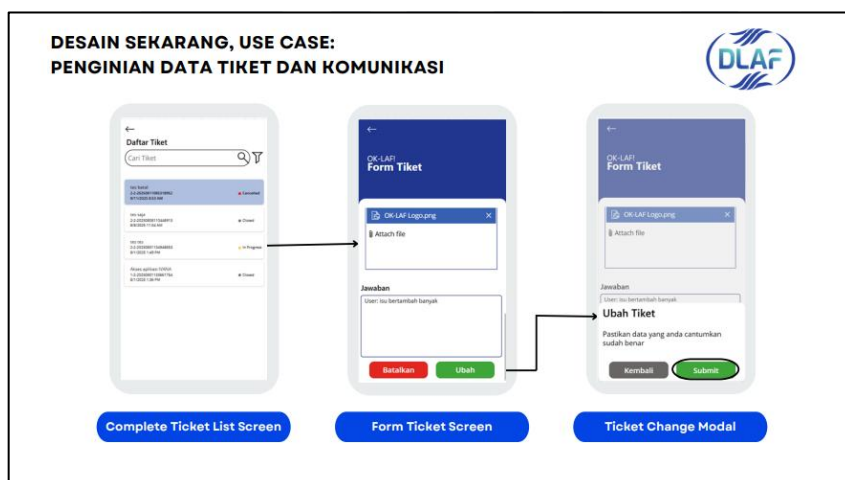 DESAIN SEKARANG, USE CASE:
PENGINIAN DATA TIKET DAN KOMUNIKASI
DLAF
←
Daftar Tiket
Cari Tiket
Cancelled
Closed
In Progress
Closed
←
OK-LAF!
Form Tiket
OK-LAF Logo.png
Attach file
Jawaban
User: Isu bertambah banyak
Batalkan
Ubah
←
OK-LAF!
Form Tiket
OK-LAF Logo.png
Attach file
Jawaban
User: Isu bertambah banyak
Ubah Tiket
Pastikan data yang anda cantumkan
sudah benar
Kembali
Submit
Complete Ticket List Screen
Form Ticket Screen
Ticket Change Modal